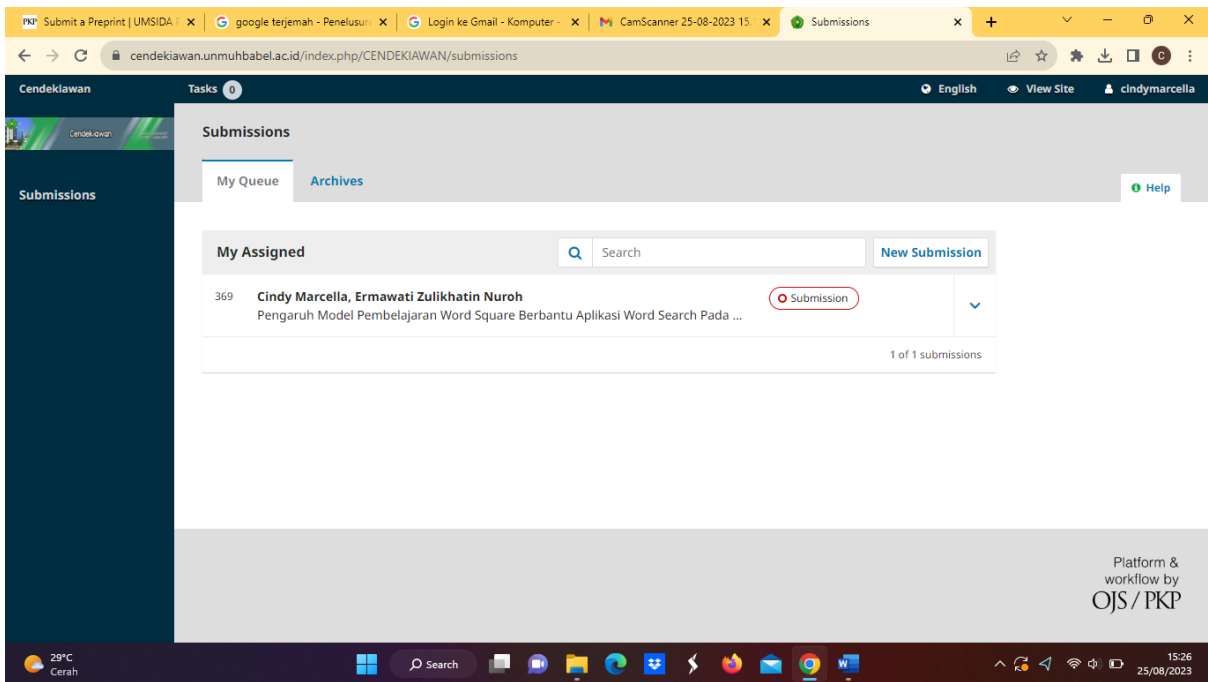 PKP Submit a Preprint | UMSIDA
google terjemah - Penelusur
Login ke Gmail - Komputer -
CamScanner 25-08-2023 15.
Submissions
cendekiawan.unmuhbabel.ac.id/index.php/CENDEKIAWAN/submissions
C
Cendekiawan
Tasks 0
English
View Site
cindymarcella
Cendekiawan
Submissions
My Queue
Archives
Submissions
Help
My Assigned
Search
New Submission
369
Cindy Marcella, Ermawati Zulikhatin Nuroh
Submission
Pengaruh Model Pembelajaran Word Square Berbantu Aplikasi Word Search Pada ...
1 of 1 submissions
Platform &
workflow by
OJS / PKP
29°C
Cerah
Search
15:26
25/08/2023